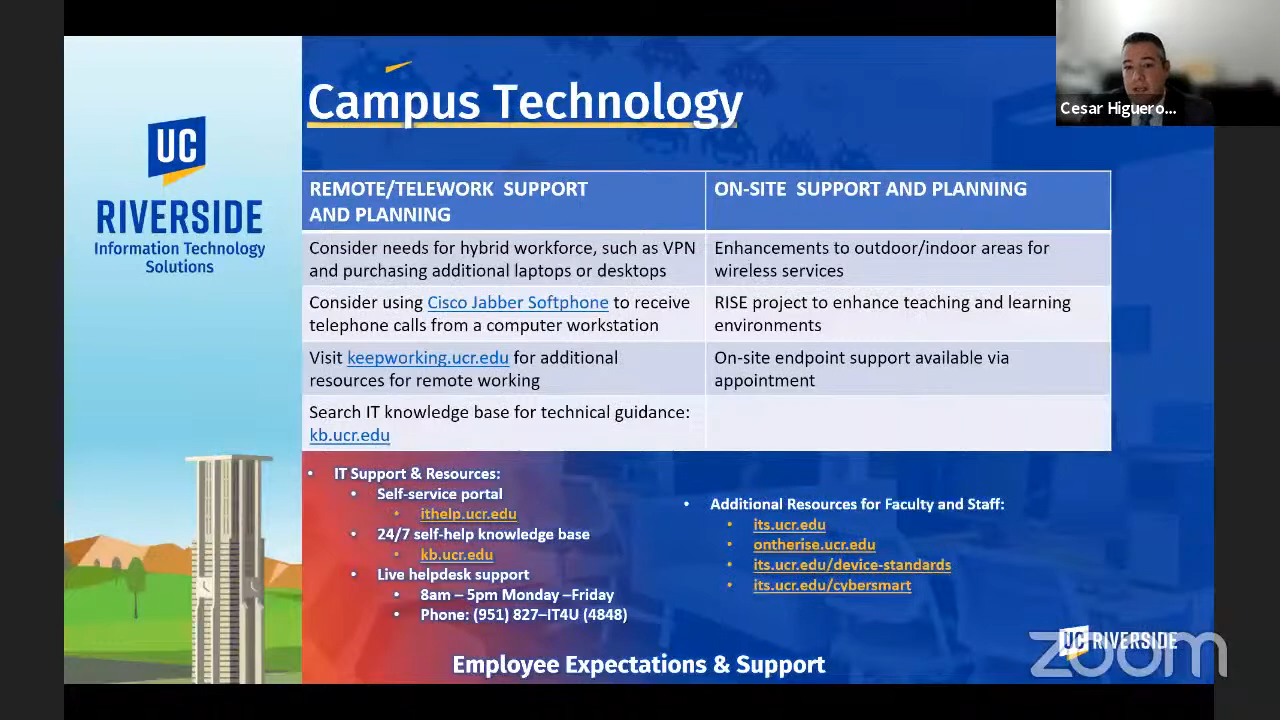 Campus Technology
Cesar Higuero...
UC
RIVERSIDE
Information Technology
Solutions
REMOTE/TELEWORK SUPPORT
AND PLANNING
ON-SITE SUPPORT AND PLANNING
Consider needs for hybrid workforce, such as VPN
and purchasing additional laptops or desktops
Enhancements to outdoor/indoor areas for
wireless services
Consider using Cisco Jabber Softphone to receive
telephone calls from a computer workstation
RISE project to enhance teaching and learning
environments
Visit keepworking.ucr.edu for additional
resources for remote working
On-site endpoint support available via
appointment
Search IT knowledge base for technical guidance:
kb.ucr.edu
• IT Support & Resources:
• Self-service portal
• ithelp.ucr.edu
• 24/7 self-help knowledge base
• kb.ucr.edu
• Live helpdesk support
• 8am – 5pm Monday –Friday
• Phone: (951) 827–IT4U (4848)
• Additional Resources for Faculty and Staff:
• its.ucr.edu
• ontherise.ucr.edu
• its.ucr.edu/device-standards
• its.ucr.edu/cybersmart
UC RIVERSIDE
zoom
Employee Expectations & Support